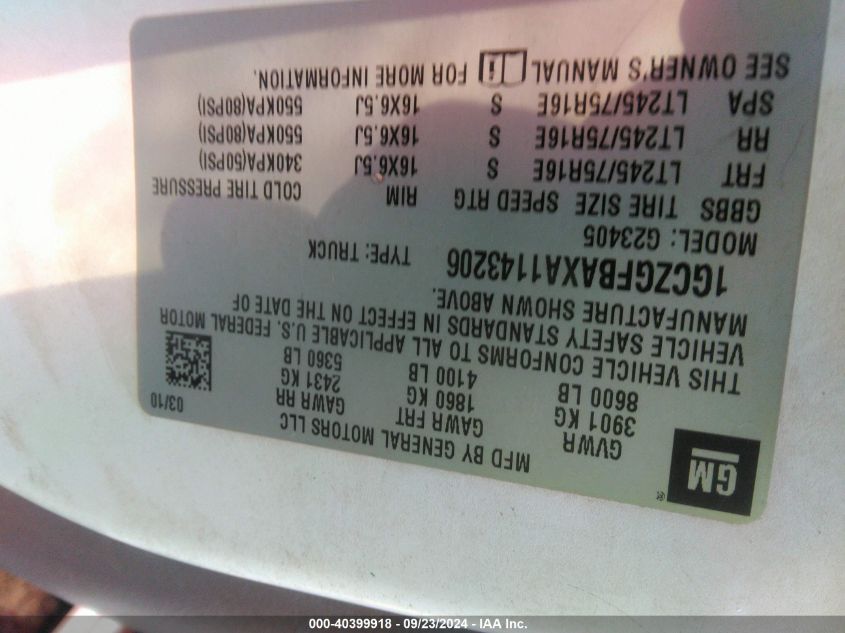 GM
®
MFD BY GENERAL MOTORS LLC
03/10
GVWR GAWR FRT GAWR RR
3901 KG 1860 KG 2431 KG
8600 LB 4100 LB 5360 LB
THIS VEHICLE CONFORMS TO ALL APPLICABLE U.S. FEDERAL MOTOR
VEHICLE SAFETY STANDARDS IN EFFECT ON THE DATE OF
MANUFACTURE SHOWN ABOVE.
1GCZGFBAXA1143206 TYPE: TRUCK
MODEL: G23405
GBBS TIRE SIZE SPEED RTG RIM COLD TIRE PRESSURE
FRT LT245/75R16E S 16X6.5J 340KPA(50PSI)
RR LT245/75R16E S 16X6.5J 550KPA(80PSI)
SPA LT245/75R16E S 16X6.5J 550KPA(80PSI)
SEE OWNER'S MANUAL FOR MORE INFORMATION.
000-40399918 - 09/23/2024 - IAA Inc.